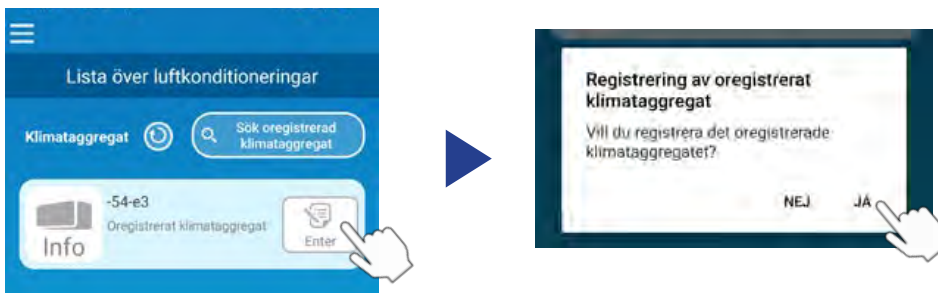 Lista över luftkonditioneringar
Klimataggregat
Sök oregistrerad
klimataggregat
-54-e3
Oregistrerat klimataggregat
Info
Enter
Registrering av oregistrerat
klimataggregat
Vill du registrera det oregistrerade
klimataggregatet?
NEJ JA